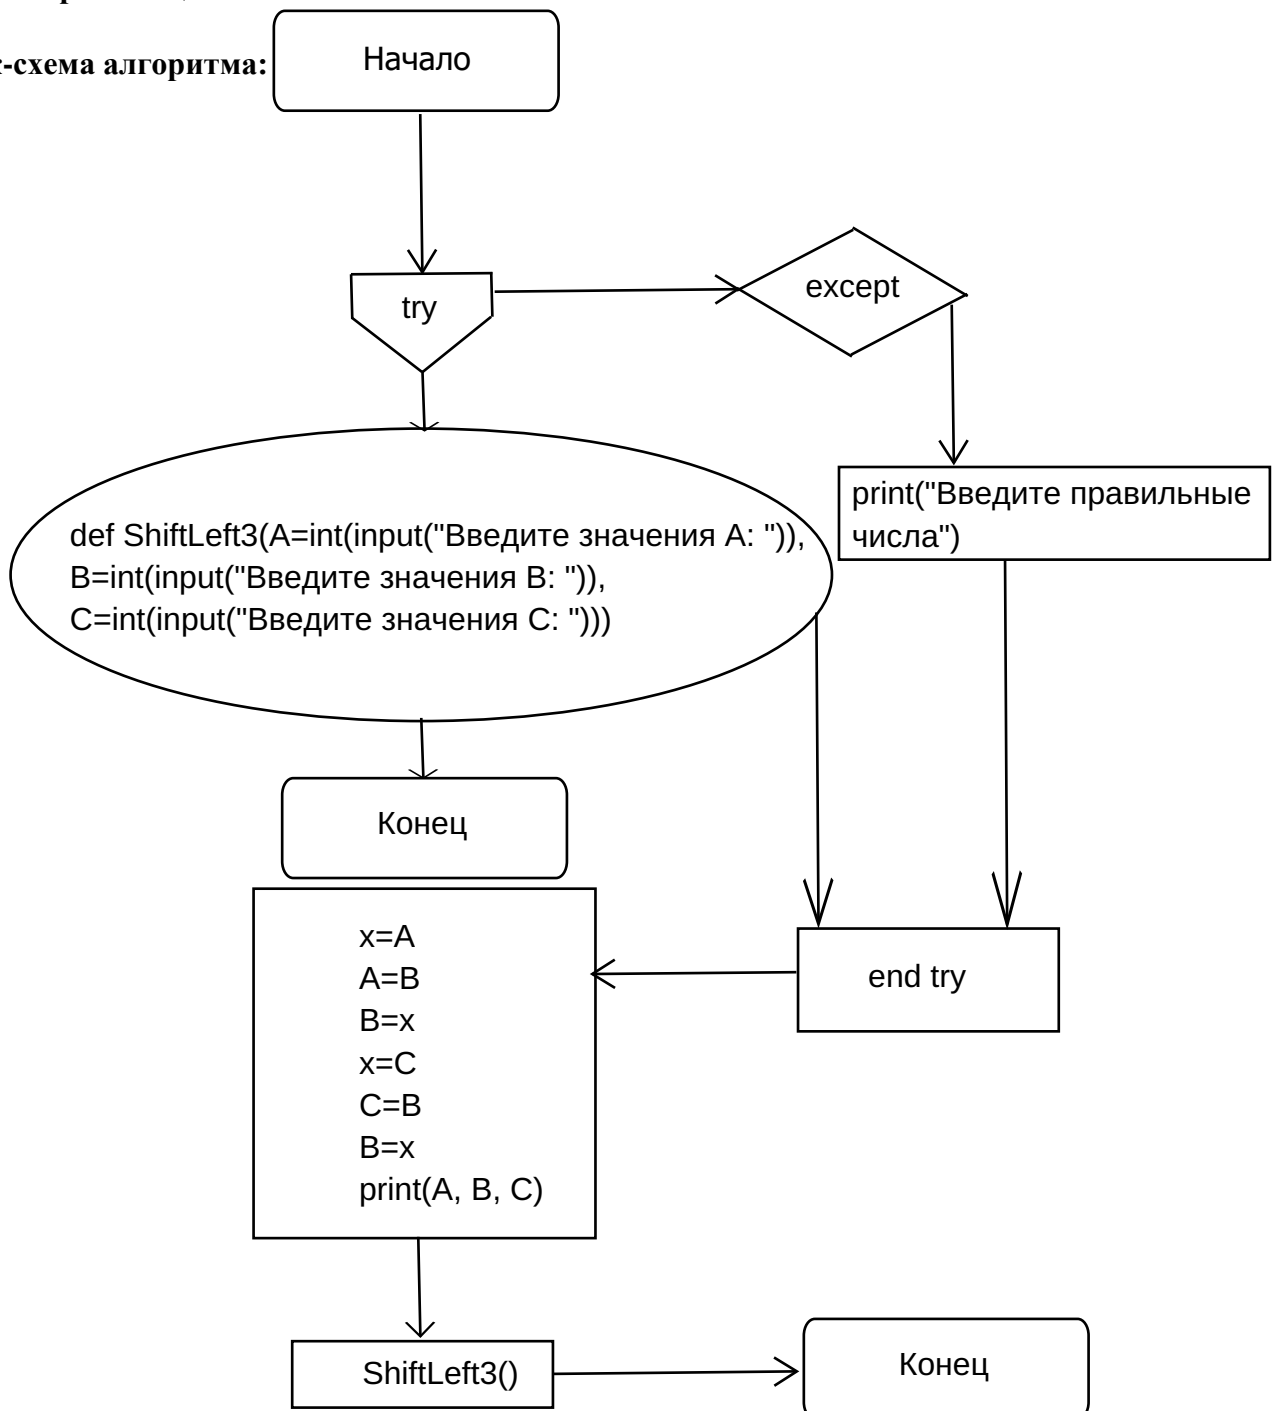 Начало
-схема алгоритма:
try
except
print("Введите правильные
числа")
def ShiftLeft3(A=int(input("Введите значения A: ")),
B=int(input("Введите значения B: ")),
C=int(input("Введите значения C: ")))
Конец
x=A
A=B
B=x
x=C
C=B
B=x
print(A, B, C)
end try
ShiftLeft3()
Конец